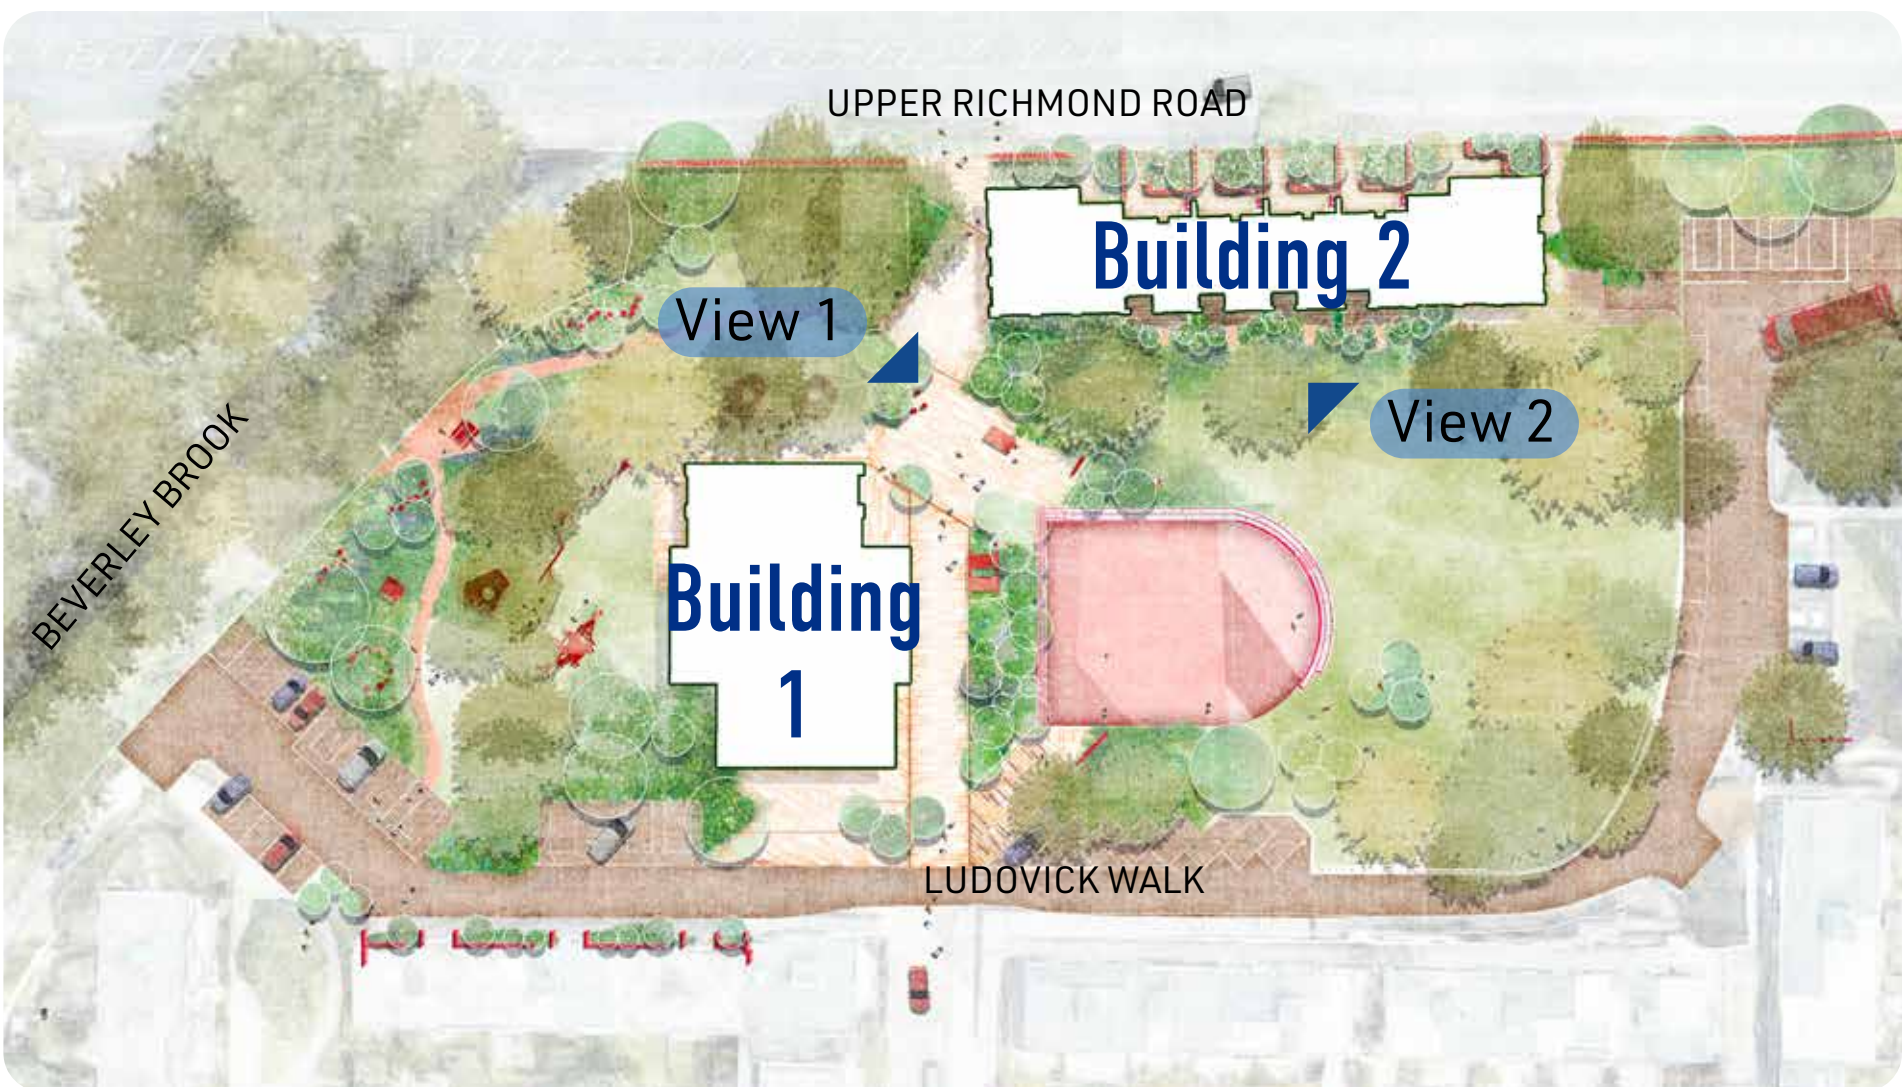 UPPER RICHMOND ROAD
Building 2
View 1
View 2
BEVERLEY BROOK
Building
1
LUDOVICK WALK